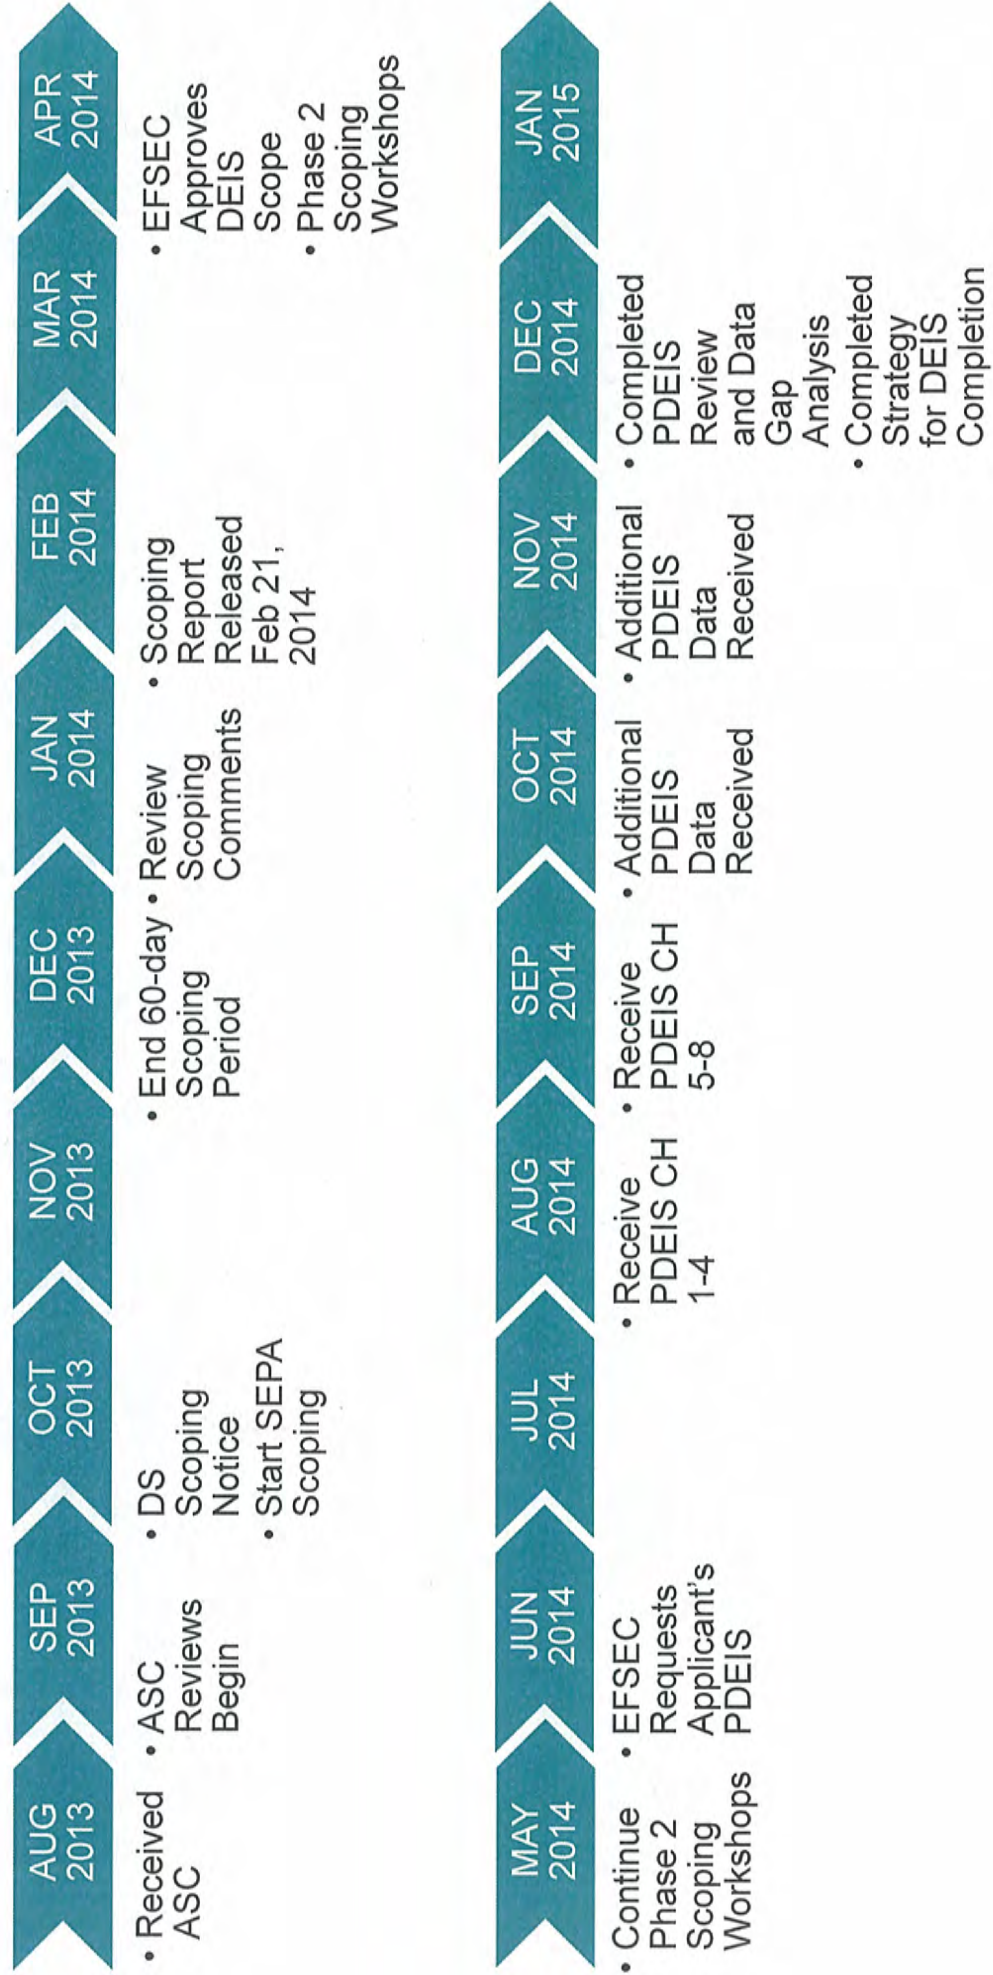 AUG
2013
SEP
2013
OCT
2013
NOV
2013
DEC
2013
JAN
2014
FEB
2014
MAR
2014
APR
2014
• Received
ASC
• ASC
Reviews
Begin
• DS
Scoping
Notice
• Start SEPA
Scoping
• End 60-day
Scoping
Period
• Review
Scoping
Comments
• Scoping
Report
Released
Feb 21,
2014
• EFSEC
Approves
DEIS
Scope
• Phase 2
Scoping
Workshops
MAY
2014
JUN
2014
JUL
2014
AUG
2014
SEP
2014
OCT
2014
NOV
2014
DEC
2014
JAN
2015
• Continue
Phase 2
Scoping
Workshops
• EFSEC
Requests
Applicant's
PDEIS
• Receive
PDEIS CH
1-4
• Receive
PDEIS CH
5-8
• Additional
PDEIS
Data
Received
• Additional
PDEIS
Data
Received
• Completed
PDEIS
Review
and Data
Gap
Analysis
• Completed
Strategy
for DEIS
Completion